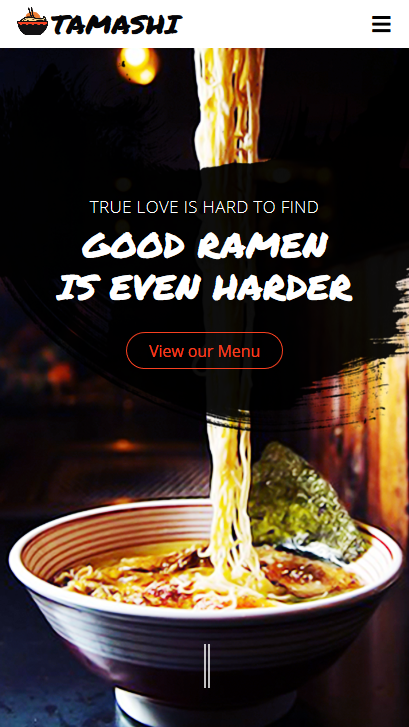 TAMASHI
TRUE LOVE IS HARD TO FIND
GOOD RAMEN
IS EVEN HARDER
View our Menu